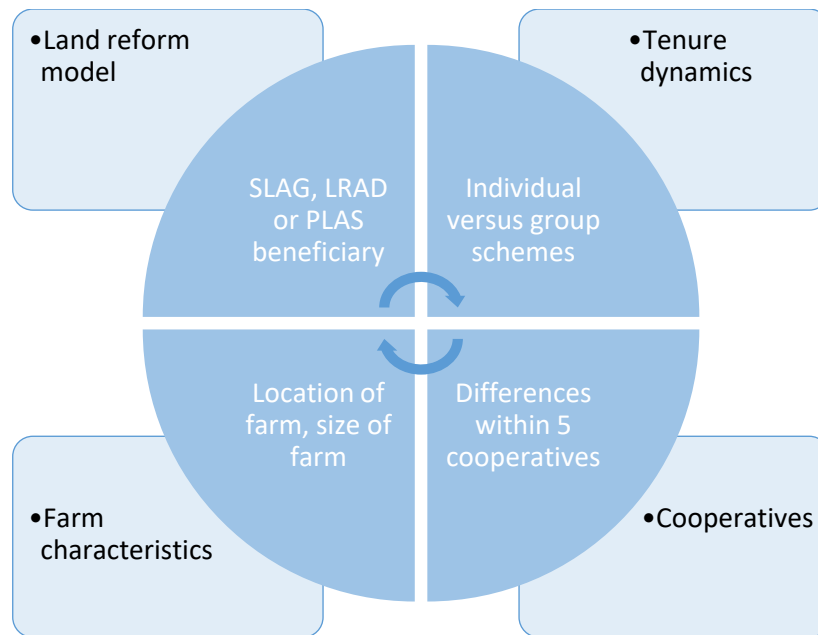 •Land reform
model
•Tenure
dynamics
SLAG, LRAD
or PLAS
beneficiary
Individual
versus group
schemes
Location of
farm, size of
farm
Differences
within 5
cooperatives
•Farm
characteristics
•Cooperatives